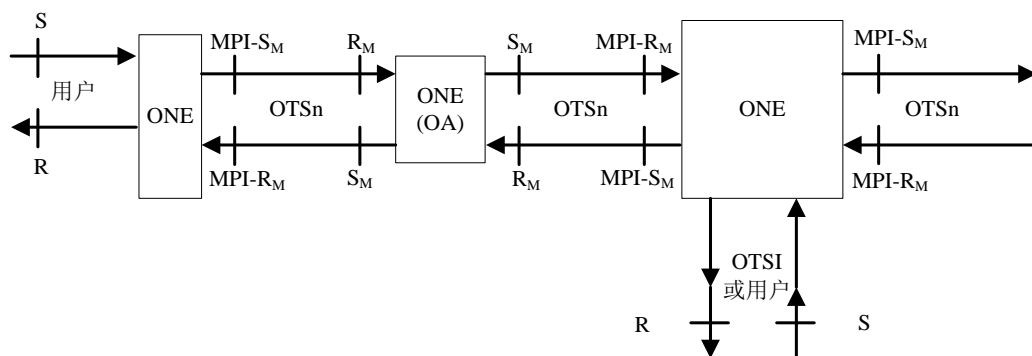 S
用户
R
ONE
MPI-SM
RM
OTSn
MPI-RM
SM
ONE
(OA)
SM
MPI-RM
OTSn
RM
MPI-SM
ONE
MPI-SM
OTSn
MPI-RM
OTSI
或用户
R
S